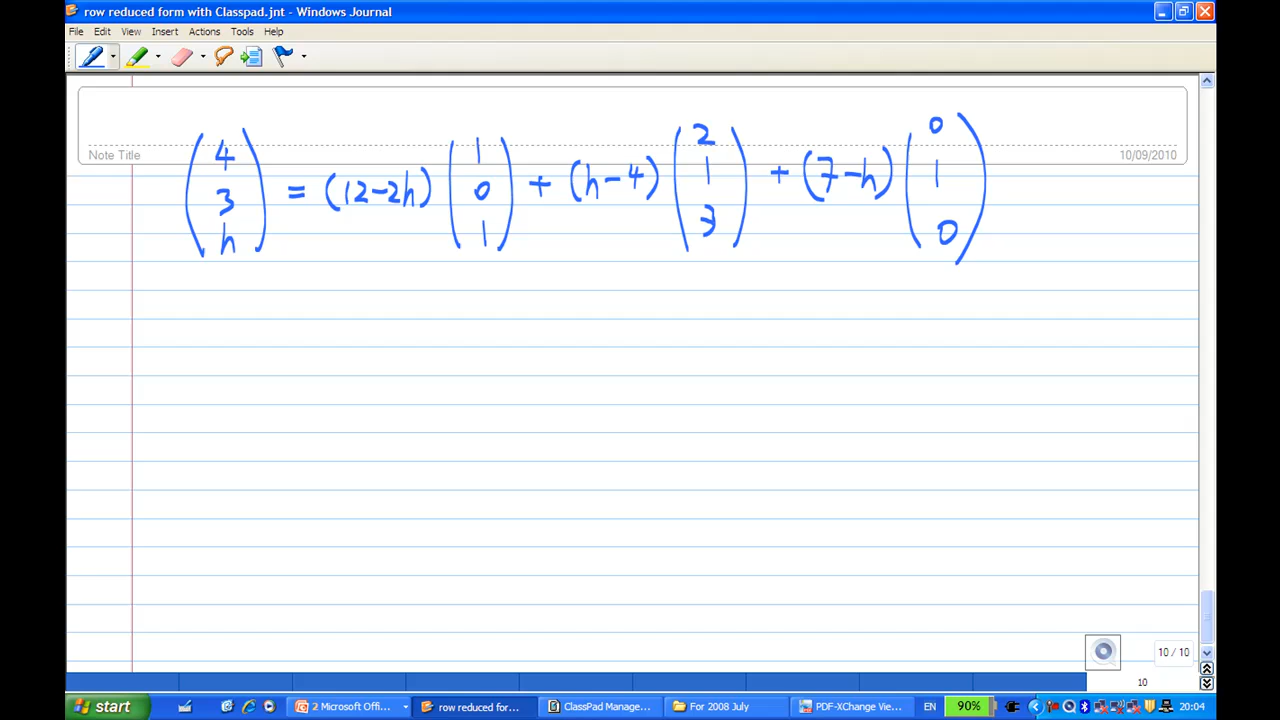 row reduced form with Classpad.jnt - Windows Journal
File Edit View Insert Actions Tools Help
Note Title
10/09/2010
(4 3 h) = (12-2h) (1 0 1) + (h-4) (2 1 3) + (7-h) (0 1 0)
10 / 10
10
start 2 Microsoft Offi... row reduced for... ClassPad Manage... For 2008 July PDF-XChange Vie... EN 90% 20:04